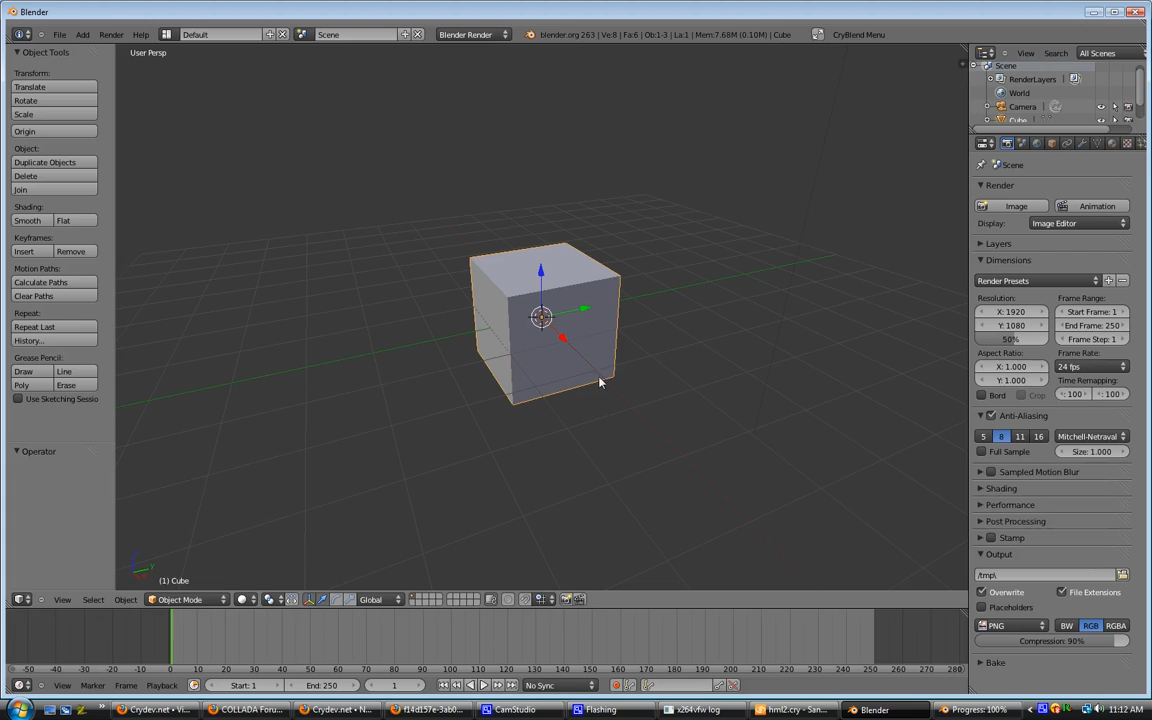 Blender
File Add Render Help Default Scene Blender Render blender.org 263 | Ve:8 | Fa:6 | Ob:1-3 | La:1 | Mem:7.68M (0.10M) | Cube CryBlend Menu
View Search All Scenes
Object Tools
Transform:
Translate
Rotate
Scale
Origin
Object:
Duplicate Objects
Delete
Join
Shading:
Smooth Flat
Keyframes:
Insert Remove
Motion Paths:
Calculate Paths
Clear Paths
Repeat:
Repeat Last
History...
Grease Pencil:
Draw Line
Poly Erase
Use Sketching Sessio
Operator
User Persp
(1) Cube
Scene
RenderLayers
World
Camera
Cube
Scene
Render
Image Animation
Display: Image Editor
Layers
Dimensions
Render Presets
Resolution: Frame Range:
X: 1920 Start Frame: 1
Y: 1080 End Frame: 250
50% Frame Step: 1
Aspect Ratio: Frame Rate:
X: 1.000 24 fps
Y: 1.000 Time Remapping:
Bord Crop : 100 : 100
Anti-Aliasing
5 8 11 16 Mitchell-Netraval
Full Sample Size: 1.000
Sampled Motion Blur
Shading
Performance
Post Processing
Stamp
Output
/tmp\
Overwrite File Extensions
Placeholders
PNG BW RGB RGBA
Compression: 90%
Bake
View Select Object Object Mode Global
-50 -40 -30 -20 -10 0 10 20 30 40 50 60 70 80 90 100 110 120 130 140 150 160 170 180 190 200 210 220 230 240 250 260 270 280
View Marker Frame Playback Start: 1 End: 250 1 No Sync
Crydev.net • Vi... COLLADA Foru... Crydev.net • N... f14d157e-3ab0... CamStudio Flashing x264vfw log hml2.cry - San... Blender Progress: 100% 11:12 AM